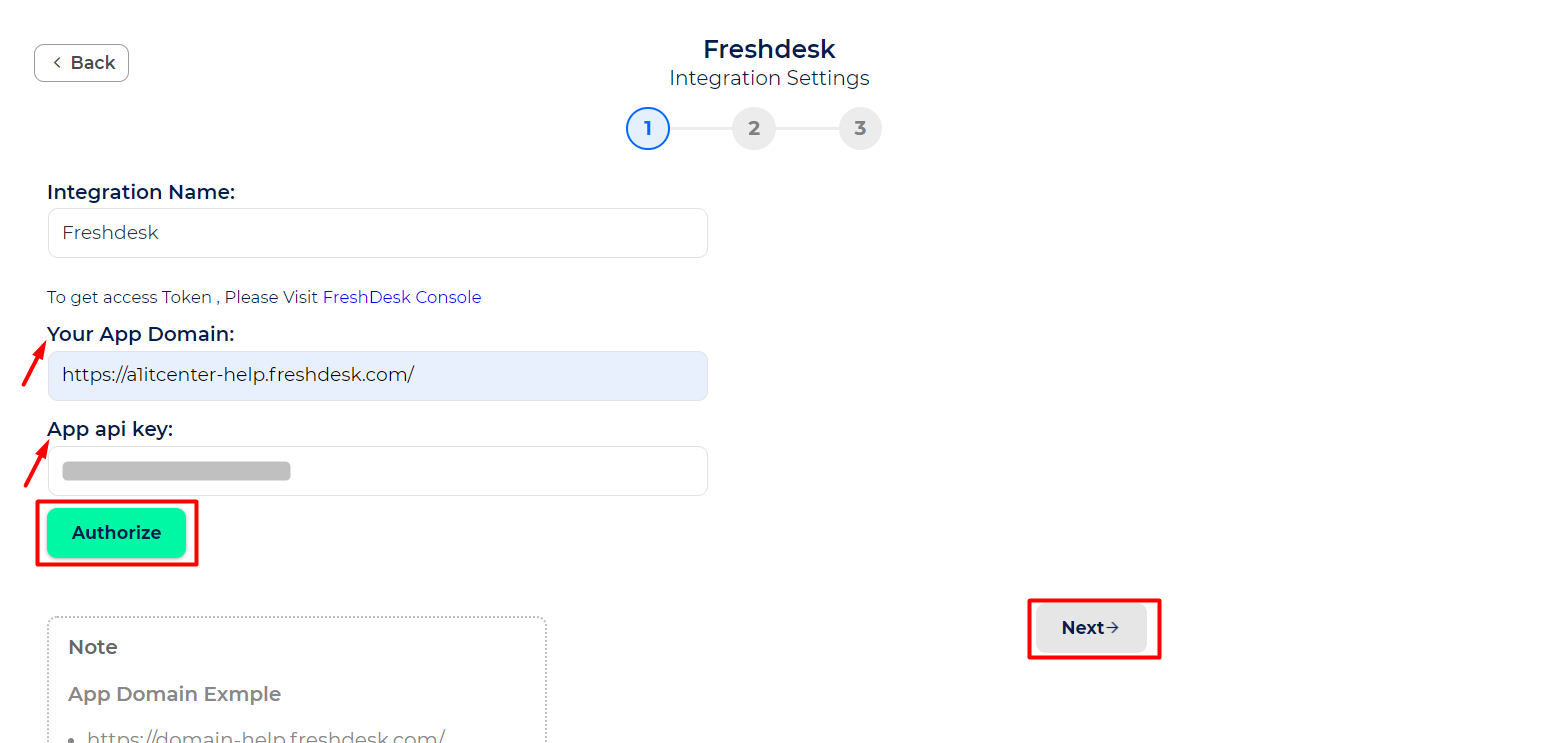 Back
Freshdesk
Integration Settings
1 2 3
Integration Name:
Freshdesk
To get access Token , Please Visit FreshDesk Console
Your App Domain:
https://a1itcenter-help.freshdesk.com/
App api key:
Authorize
Next
Note
App Domain Exmple
https://domain-help.freshdesk.com/